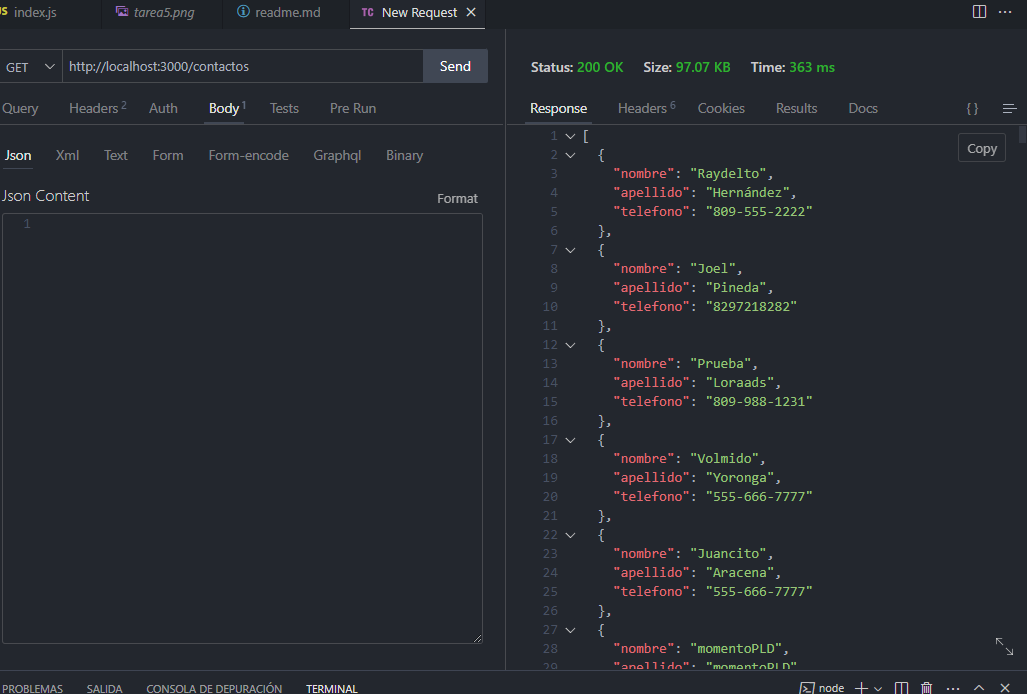 JS index.js tarea5.png readme.md TC New Request
GET http://localhost:3000/contactos Send
Query Headers 2 Auth Body 1 Tests Pre Run
Json Xml Text Form Form-encode Graphql Binary
Json Content
Format
1
Status: 200 OK Size: 97.07 KB Time: 363 ms
Response Headers 6 Cookies Results Docs { }
Copy
1 [
2 {
3 "nombre": "Raydelto",
4 "apellido": "Hernández",
5 "telefono": "809-555-2222"
6 },
7 {
8 "nombre": "Joel",
9 "apellido": "Pineda",
10 "telefono": "8297218282"
11 },
12 {
13 "nombre": "Prueba",
14 "apellido": "Loraads",
15 "telefono": "809-988-1231"
16 },
17 {
18 "nombre": "Volmido",
19 "apellido": "Yoronga",
20 "telefono": "555-666-7777"
21 },
22 {
23 "nombre": "Juancito",
24 "apellido": "Aracena",
25 "telefono": "555-666-7777"
26 },
27 {
28 "nombre": "momentoPLD",
29 "apellido": "momentoPLD"
PROBLEMAS SALIDA CONSOLA DE DEPURACIÓN TERMINAL node